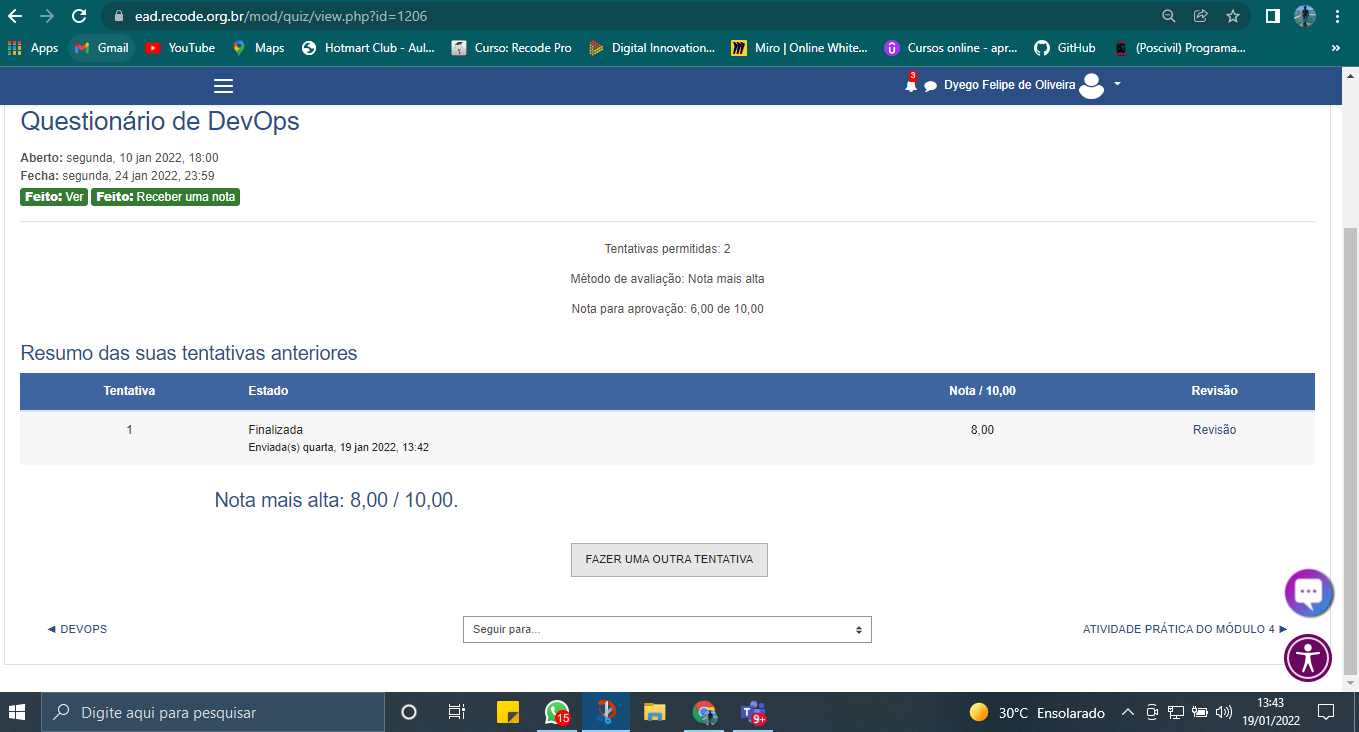 ead.recode.org.br/mod/quiz/view.php?id=1206
Apps Gmail YouTube Maps Hotmart Club - Aul... Curso: Recode Pro Digital Innovation... Miro | Online White... Cursos online - apr... GitHub (Poscivil) Programa... »
3
Dyego Felipe de Oliveira
Questionário de DevOps
Aberto: segunda, 10 jan 2022, 18:00
Fecha: segunda, 24 jan 2022, 23:59
Feito: Ver Feito: Receber uma nota
Tentativas permitidas: 2
Método de avaliação: Nota mais alta
Nota para aprovação: 6,00 de 10,00
Resumo das suas tentativas anteriores
Tentativa Estado Nota / 10,00 Revisão
1 Finalizada 8,00 Revisão
Enviada(s) quarta, 19 jan 2022, 13:42
Nota mais alta: 8,00 / 10,00.
FAZER UMA OUTRA TENTATIVA
◄ DEVOPS Seguir para... ATIVIDADE PRÁTICA DO MÓDULO 4 ►
Digite aqui para pesquisar 15 9+ 30°C Ensolarado 13:43
19/01/2022